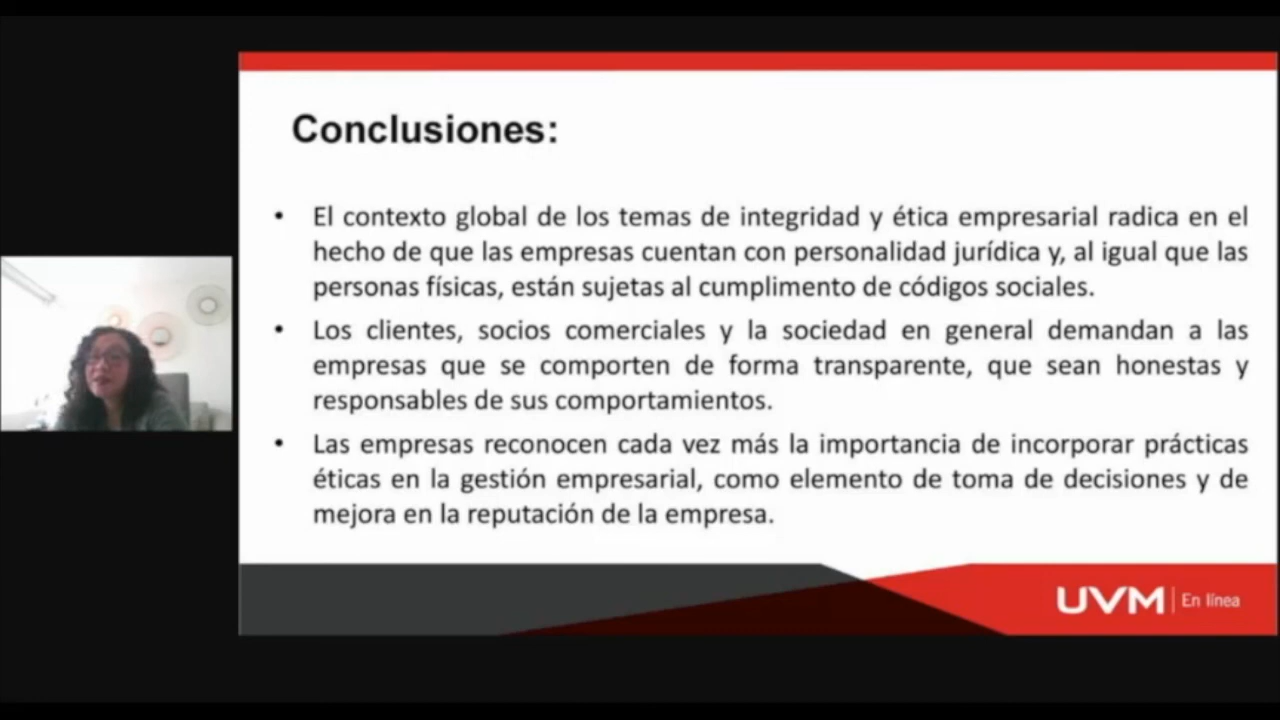 Conclusiones:
• El contexto global de los temas de integridad y ética empresarial radica en el
hecho de que las empresas cuentan con personalidad jurídica y, al igual que las
personas físicas, están sujetas al cumplimento de códigos sociales.
• Los clientes, socios comerciales y la sociedad en general demandan a las
empresas que se comporten de forma transparente, que sean honestas y
responsables de sus comportamientos.
• Las empresas reconocen cada vez más la importancia de incorporar prácticas
éticas en la gestión empresarial, como elemento de toma de decisiones y de
mejora en la reputación de la empresa.
UVM | En línea